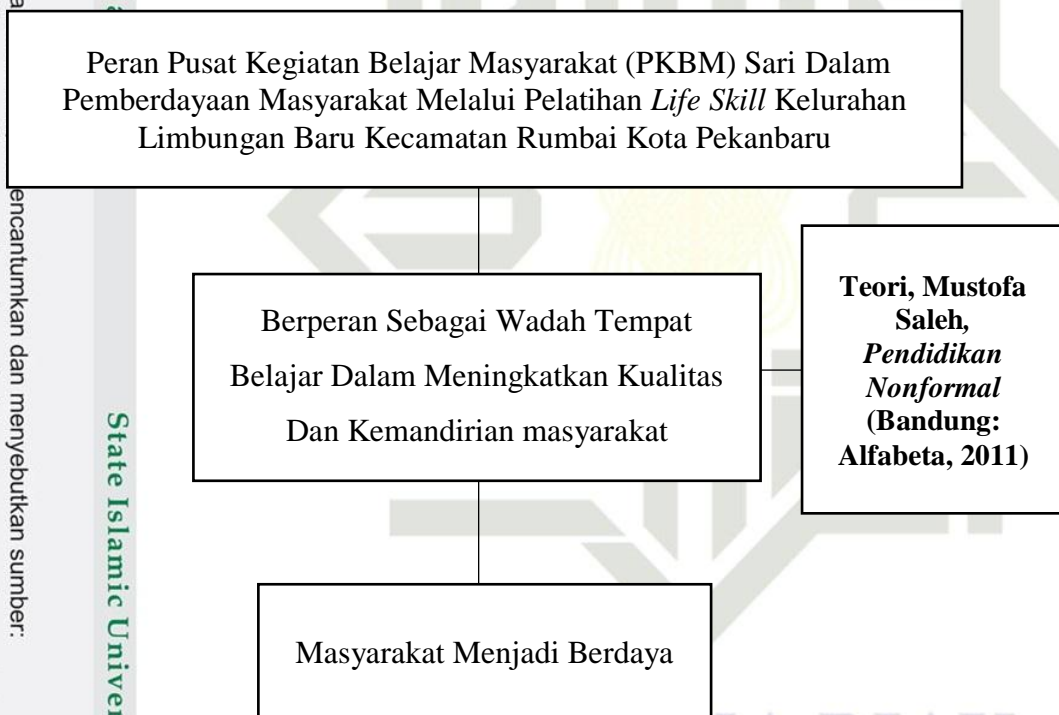 Peran Pusat Kegiatan Belajar Masyarakat (PKBM) Sari Dalam
Pemberdayaan Masyarakat Melalui Pelatihan Life Skill Kelurahan
Limbungan Baru Kecamatan Rumbai Kota Pekanbaru
Berperan Sebagai Wadah Tempat
Belajar Dalam Meningkatkan Kualitas
Dan Kemandirian masyarakat
Teori, Mustofa
Saleh,
Pendidikan
Nonformal
(Bandung:
Alfabeta, 2011)
Masyarakat Menjadi Berdaya
dan menyebutkan sumber:
State Islamic